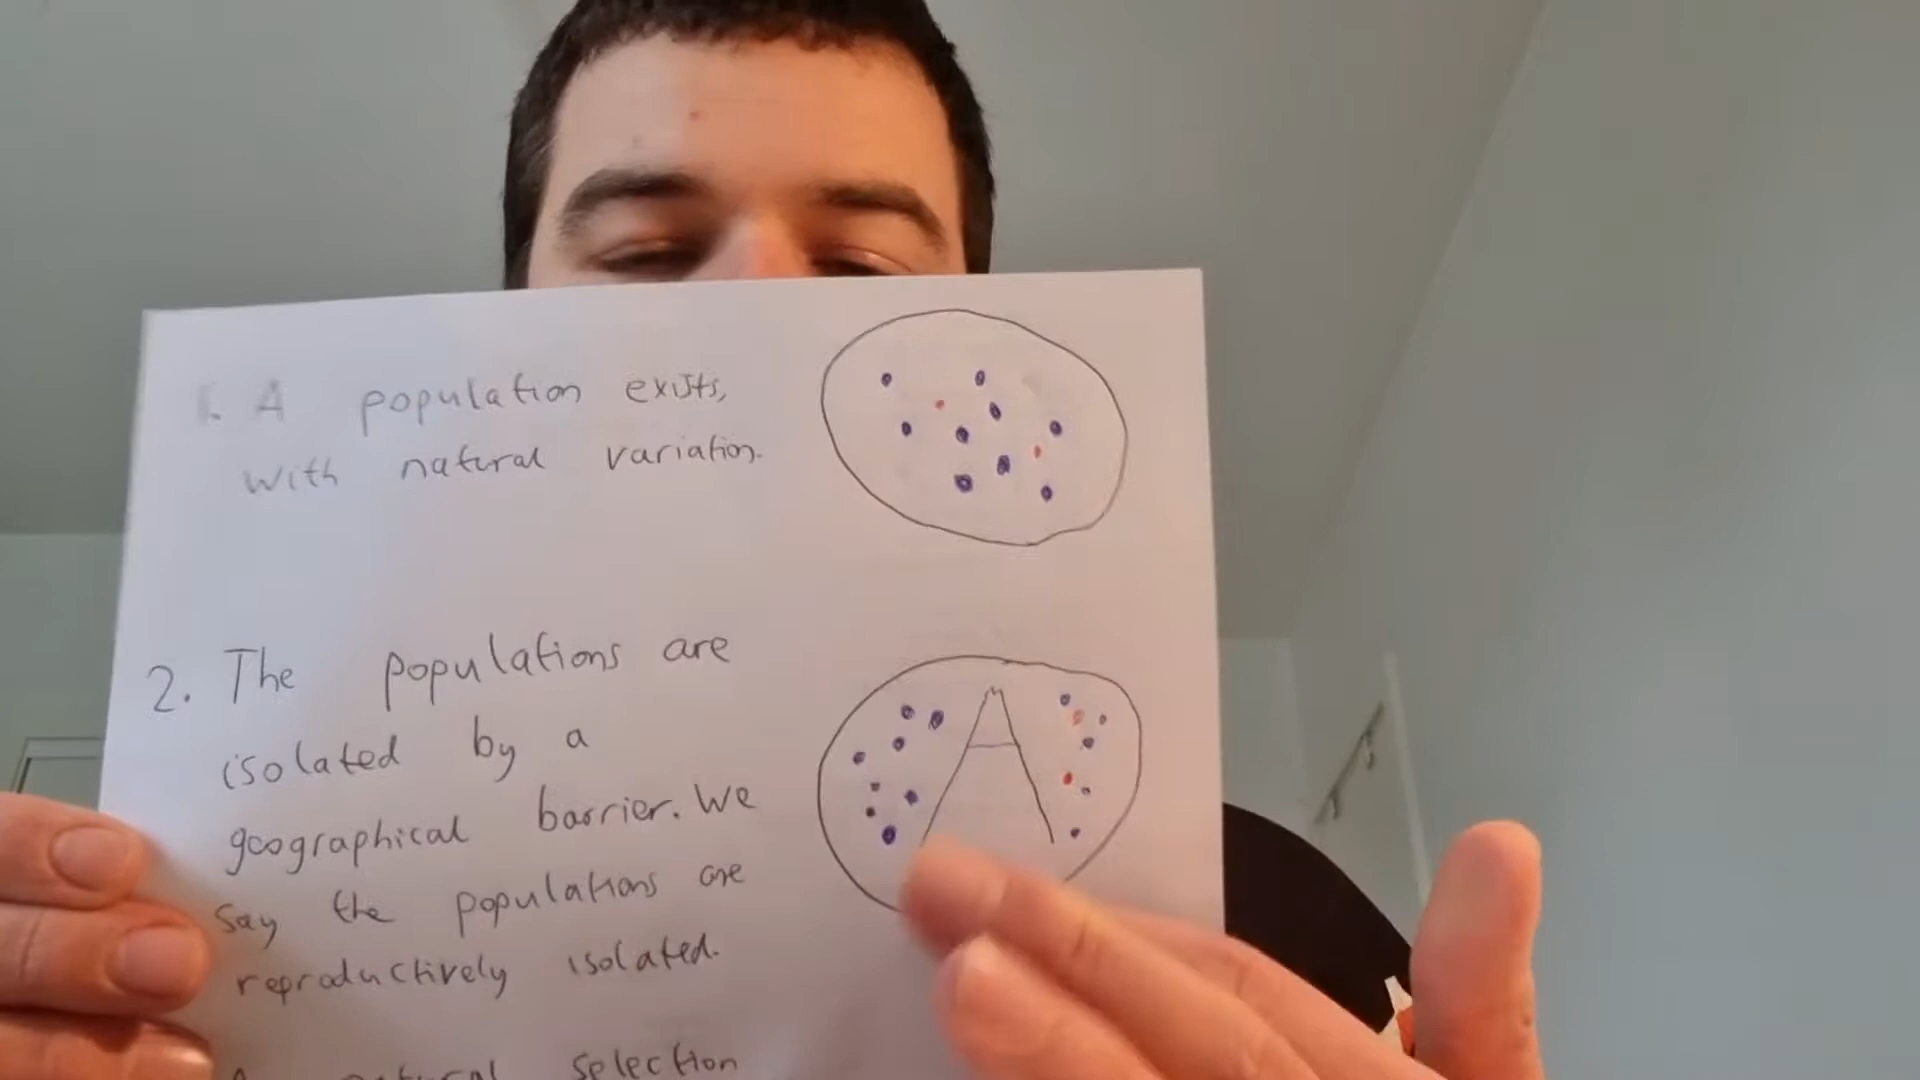 1. A population exists,
with natural variation.
2. The populations are
isolated by a
geographical barrier. We
say the populations are
reproductively isolated.
selection